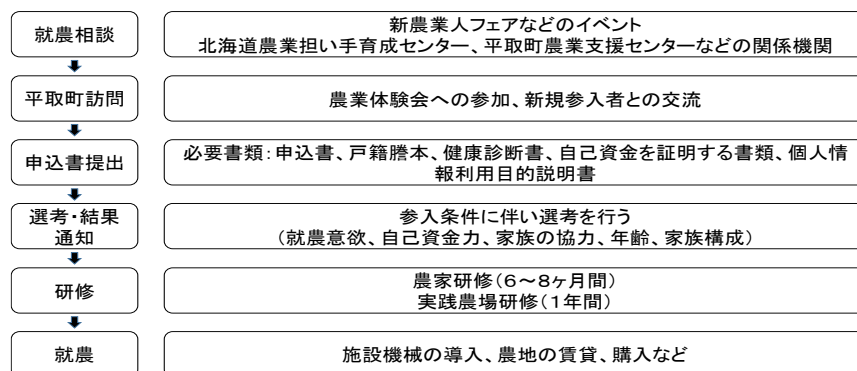 就農相談
新農業人フェアなどのイベント
北海道農業担い手育成センター、平取町農業支援センターなどの関係機関
平取町訪問
農業体験会への参加、新規参入者との交流
申込書提出
必要書類:申込書、戸籍謄本、健康診断書、自己資金を証明する書類、個人情
報利用目的説明書
選考・結果
通知
参入条件に伴い選考を行う
(就農意欲、自己資金力、家族の協力、年齢、家族構成)
研修
農家研修(6～8ヶ月間)
実践農場研修(1年間)
就農
施設機械の導入、農地の賃貸、購入など